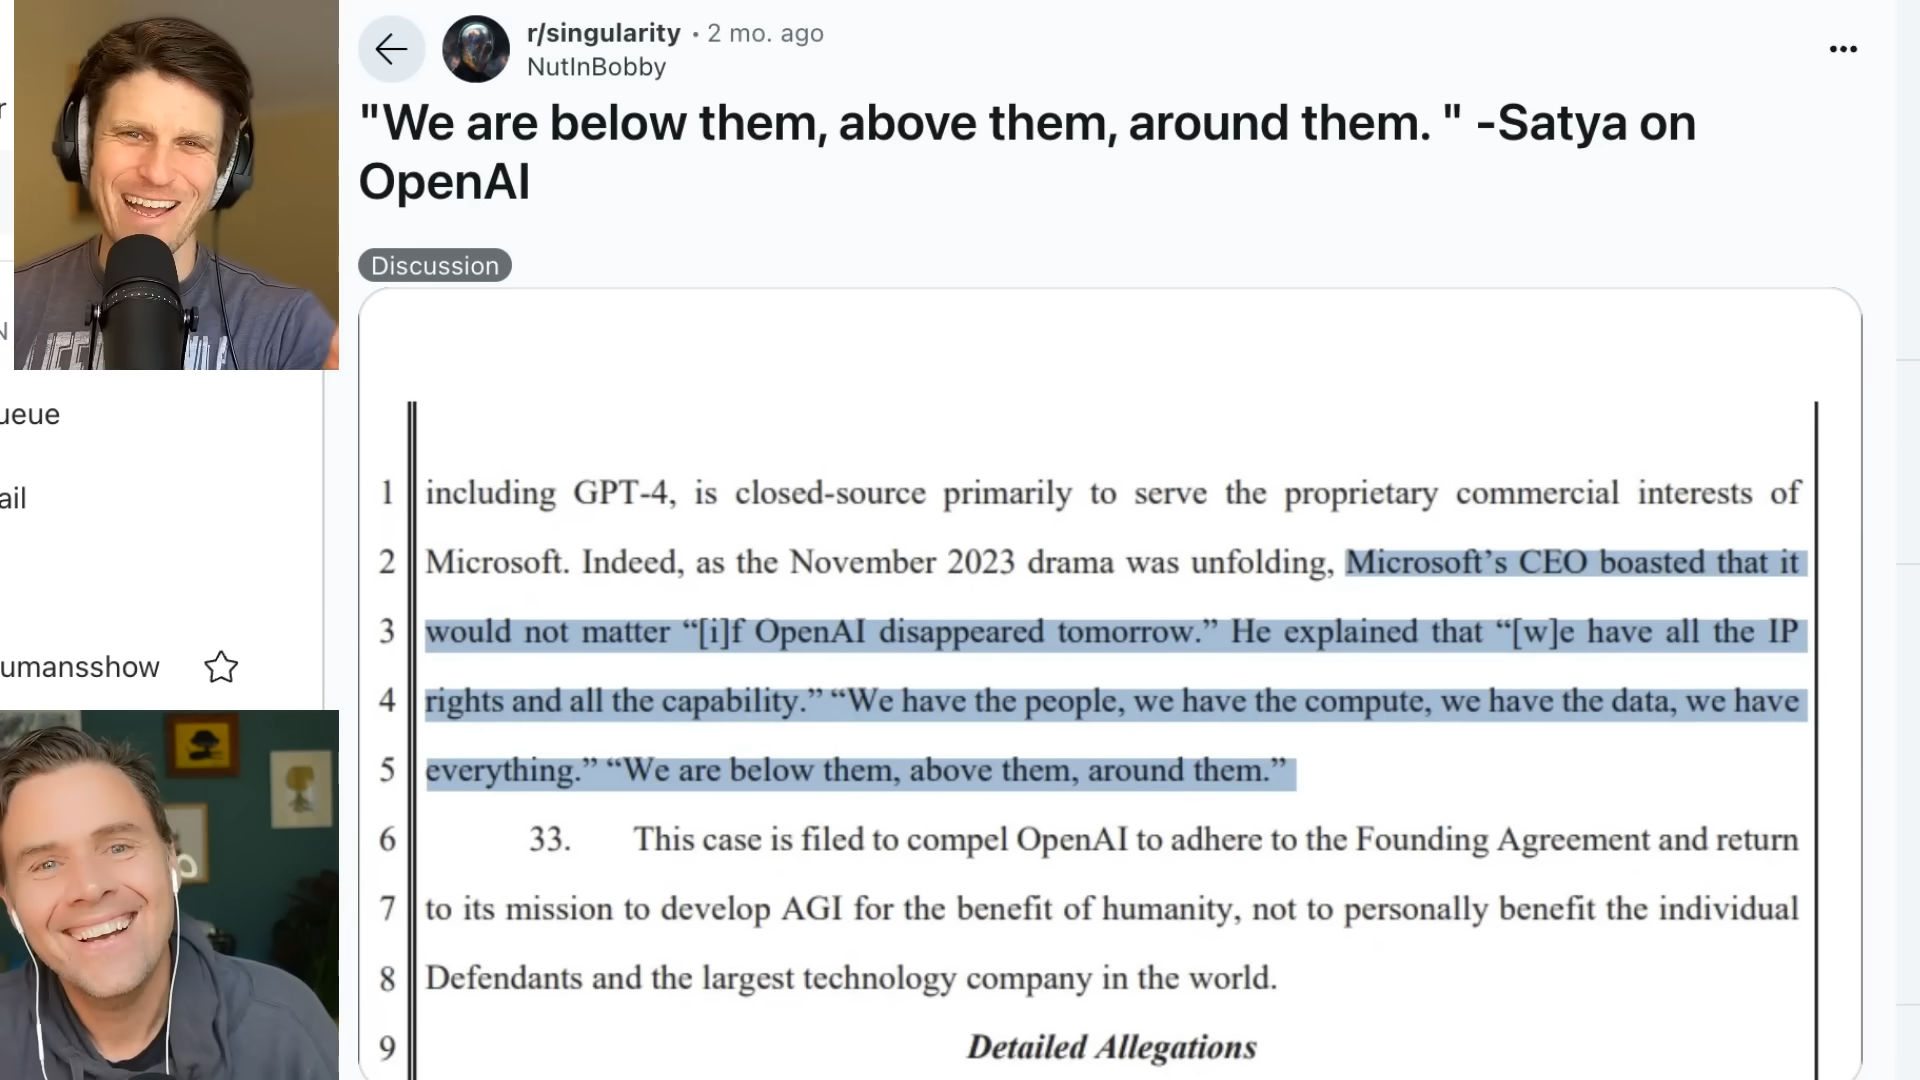 r/singularity • 2 mo. ago
NutInBobby
"We are below them, above them, around them. " -Satya on
OpenAI
Discussion
ueue
ail
umansshow
1 including GPT-4, is closed-source primarily to serve the proprietary commercial interests of
2 Microsoft. Indeed, as the November 2023 drama was unfolding, Microsoft’s CEO boasted that it
3 would not matter “[i]f OpenAI disappeared tomorrow.” He explained that “[w]e have all the IP
4 rights and all the capability.” “We have the people, we have the compute, we have the data, we have
5 everything.” “We are below them, above them, around them.”
6 33. This case is filed to compel OpenAI to adhere to the Founding Agreement and return
7 to its mission to develop AGI for the benefit of humanity, not to personally benefit the individual
8 Defendants and the largest technology company in the world.
9 Detailed Allegations